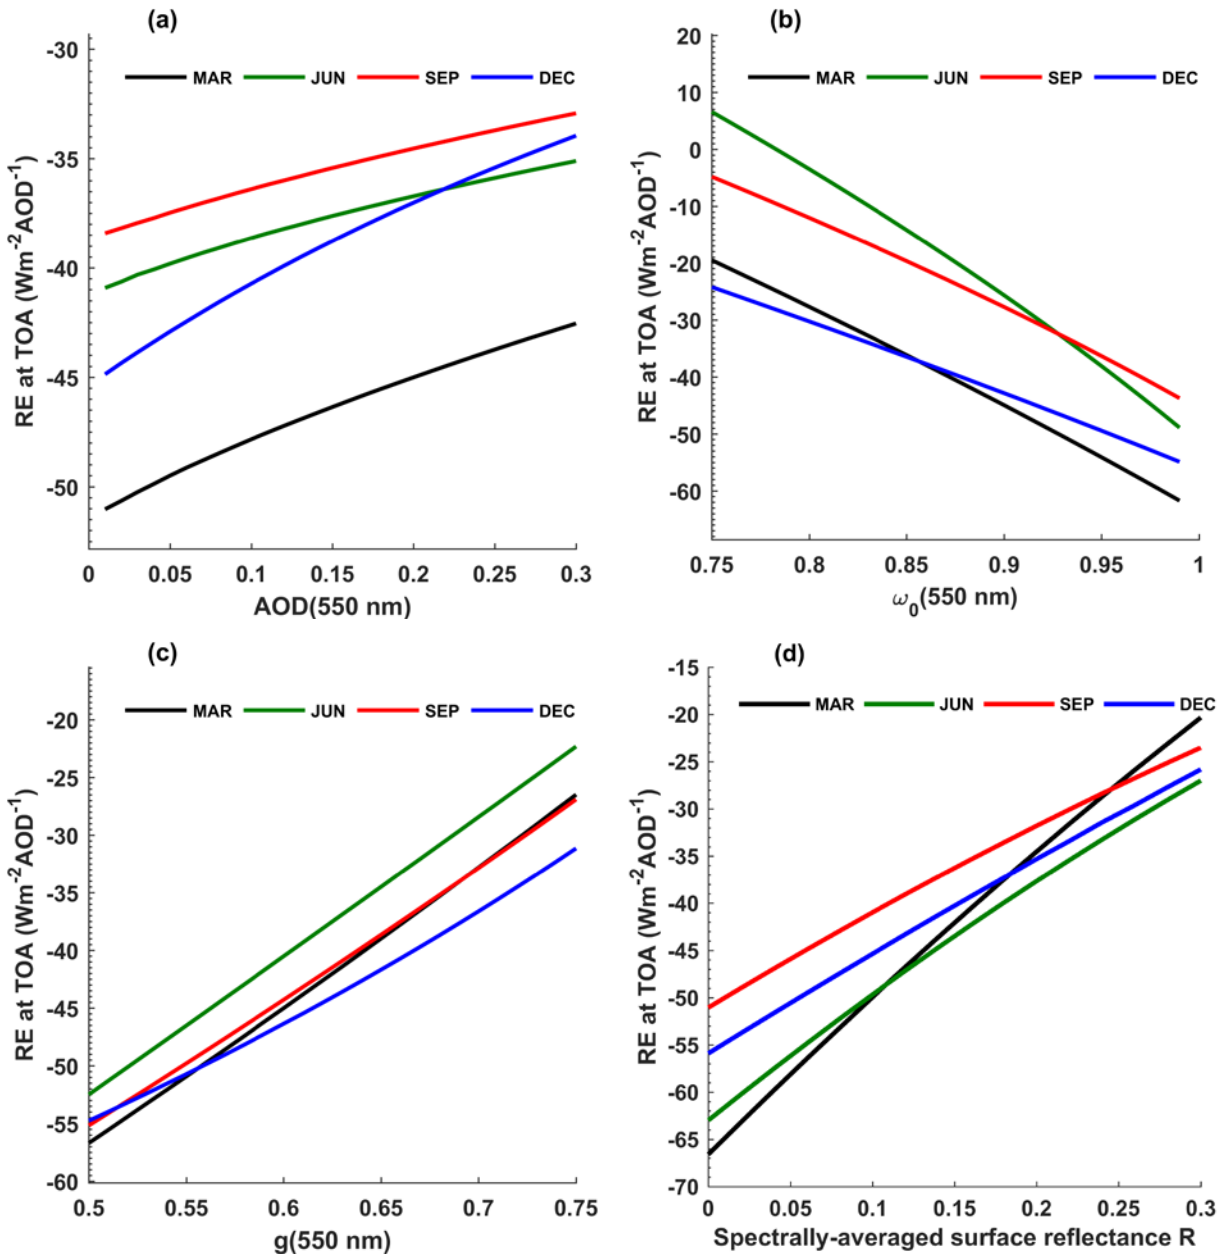 (a)
MAR JUN SEP DEC
RE at TOA (Wm⁻²AOD⁻¹)
-30
-35
-40
-45
-50
0 0.05 0.1 0.15 0.2 0.25 0.3
AOD(550 nm)
(b)
MAR JUN SEP DEC
RE at TOA (Wm⁻²AOD⁻¹)
20
10
0
-10
-20
-30
-40
-50
-60
0.75 0.8 0.85 0.9 0.95 1
ω₀(550 nm)
(c)
MAR JUN SEP DEC
RE at TOA (Wm⁻²AOD⁻¹)
-20
-25
-30
-35
-40
-45
-50
-55
-60
0.5 0.55 0.6 0.65 0.7 0.75
g(550 nm)
(d)
MAR JUN SEP DEC
RE at TOA (Wm⁻²AOD⁻¹)
-15
-20
-25
-30
-35
-40
-45
-50
-55
-60
-65
-70
0 0.05 0.1 0.15 0.2 0.25 0.3
Spectrally-averaged surface reflectance R